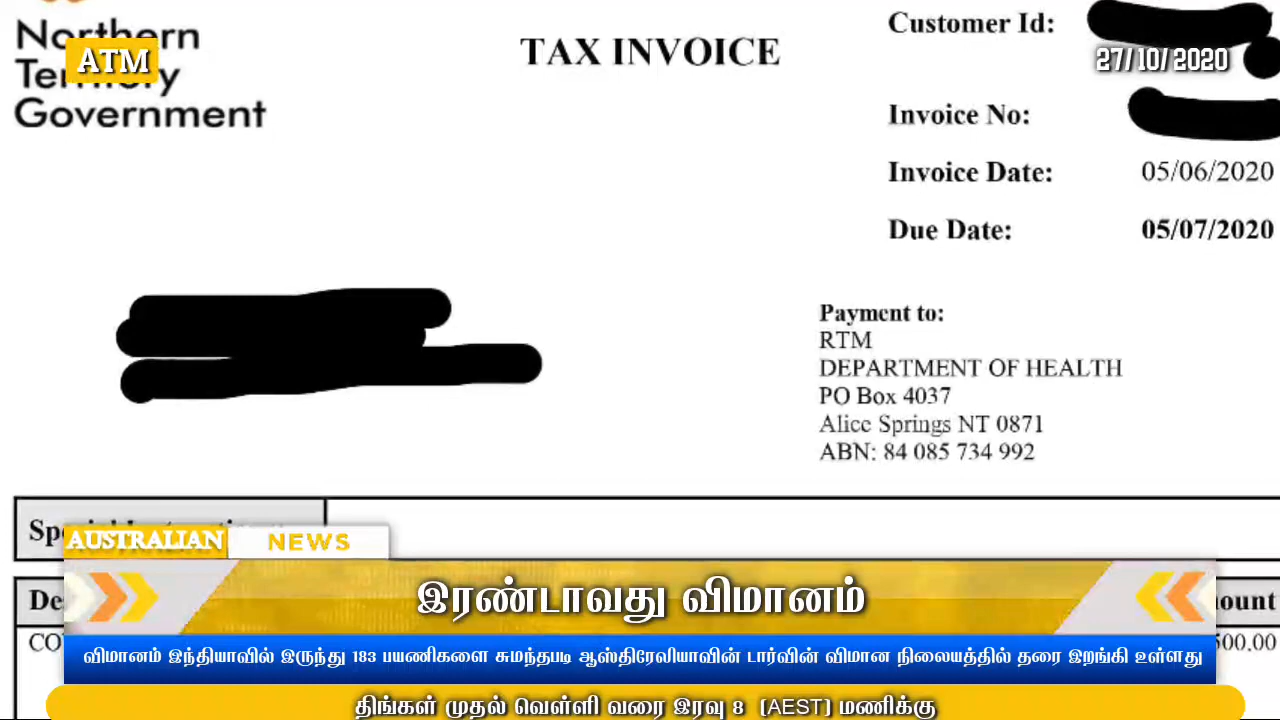 Northern
Territory
Government
ATM
TAX INVOICE
Customer Id:
27/10/2020
Invoice No:
Invoice Date: 05/06/2020
Due Date: 05/07/2020
Payment to:
RTM
DEPARTMENT OF HEALTH
PO Box 4037
Alice Springs NT 0871
ABN: 84 085 734 992
AUSTRALIAN NEWS
இரண்டாவது விமானம்
விமானம் இந்தியாவில் இருந்து 183 பயணிகளை சுமந்தபடி ஆஸ்திரேலியாவின் டார்வின் விமான நிலையத்தில் தரை இறங்கி உள்ளது
திங்கள் முதல் வெள்ளி வரை இரவு 8 (AEST) மணிக்கு